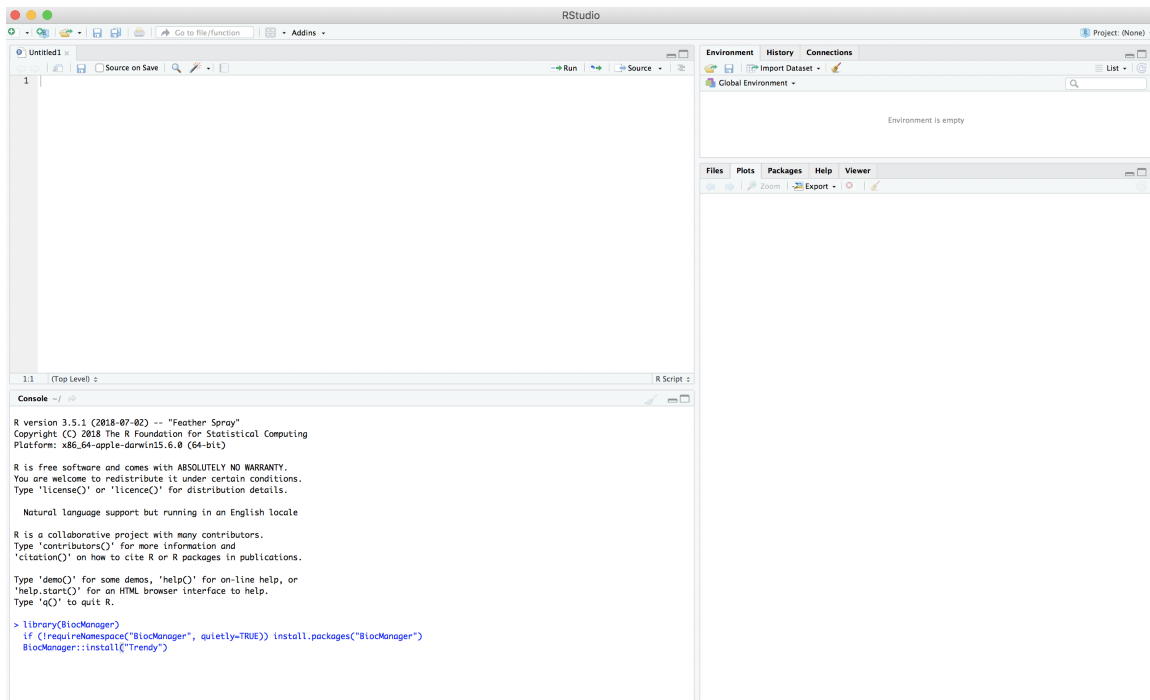 RStudio
Go to file/function
Addins
Project: (None)
Untitled1
Source on Save
Run
Source
1
1:1 (Top Level)
R Script
Console ~/
R version 3.5.1 (2018-07-02) -- "Feather Spray"
Copyright (C) 2018 The R Foundation for Statistical Computing
Platform: x86_64-apple-darwin15.6.0 (64-bit)
R is free software and comes with ABSOLUTELY NO WARRANTY.
You are welcome to redistribute it under certain conditions.
Type 'license()' or 'licence()' for distribution details.
Natural language support but running in an English locale
R is a collaborative project with many contributors.
Type 'contributors()' for more information and
'citation()' on how to cite R or R packages in publications.
Type 'demo()' for some demos, 'help()' for on-line help, or
'help.start()' for an HTML browser interface to help.
Type 'q()' to quit R.
> library(BiocManager)
if (!requireNamespace("BiocManager", quietly=TRUE)) install.packages("BiocManager")
BiocManager::install("Trendy")
Environment History Connections
Import Dataset
List
Global Environment
Environment is empty
Files Plots Packages Help Viewer
Zoom Export